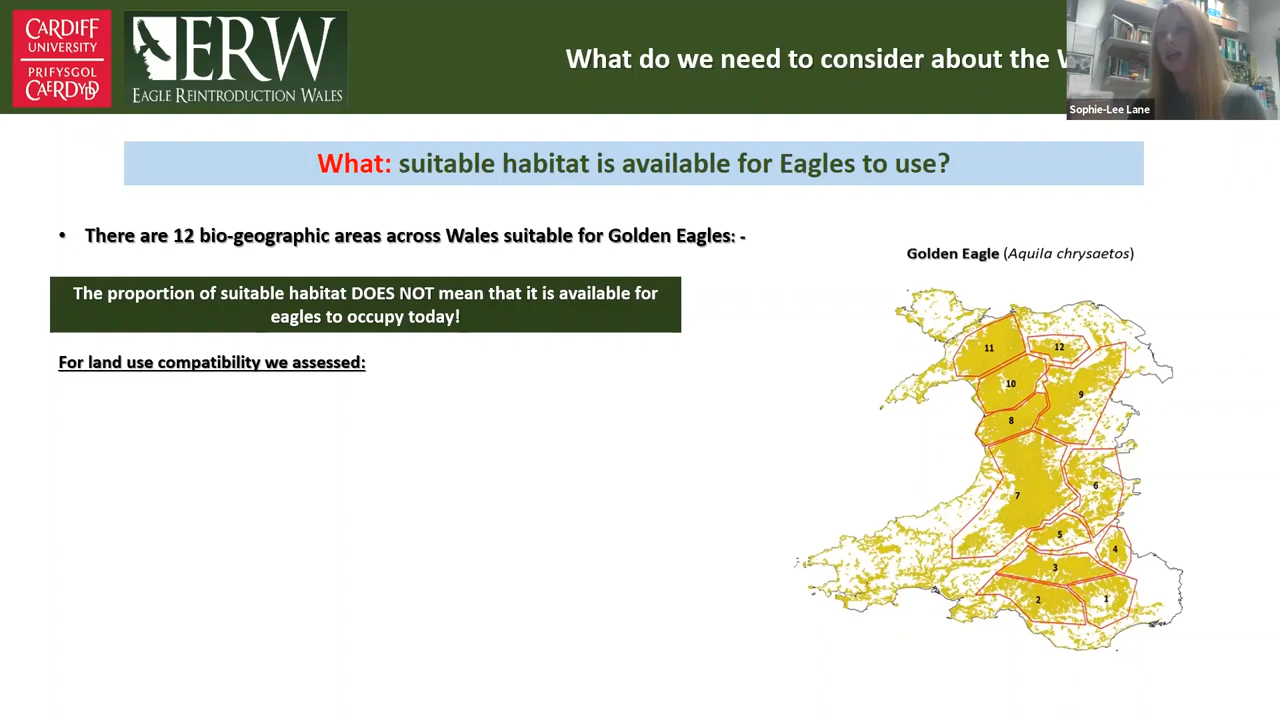 CARDIFF
UNIVERSITY
PRIFYSGOL
CAERDYDD
ERW
EAGLE REINTRODUCTION WALES
What do we need to consider about the
Sophie-Lee Lane
What: suitable habitat is available for Eagles to use?
• There are 12 bio-geographic areas across Wales suitable for Golden Eagles: -
Golden Eagle (Aquila chrysaetos)
The proportion of suitable habitat DOES NOT mean that it is available for
eagles to occupy today!
For land use compatibility we assessed:
11
12
10
9
8
6
7
5
4
3
2
1